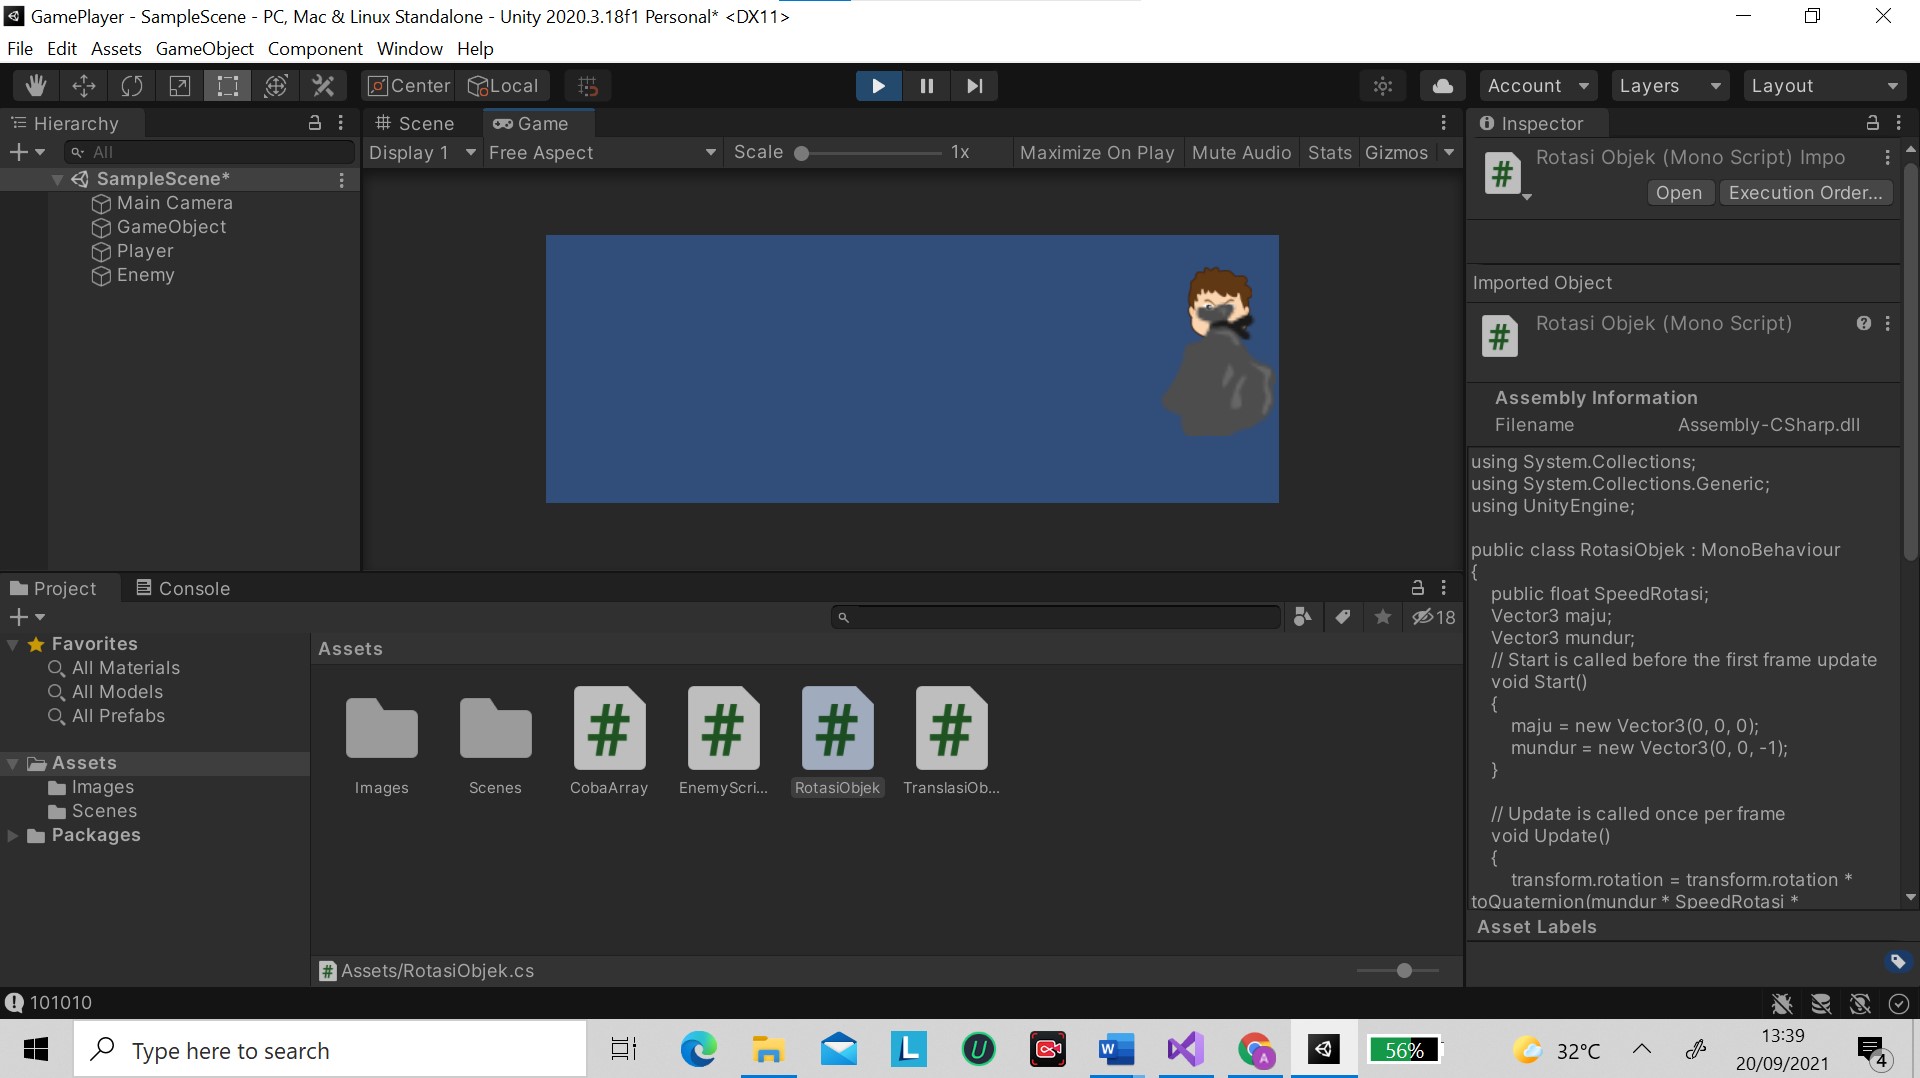 GamePlayer - SampleScene - PC, Mac & Linux Standalone - Unity 2020.3.18f1 Personal* <DX11>
File Edit Assets GameObject Component Window Help
Center Local Account Layers Layout
Hierarchy Scene Game Inspector
All Display 1 Free Aspect Scale 1x Maximize On Play Mute Audio Stats Gizmos
SampleScene*
Main Camera
GameObject
Player
Enemy
Rotasi Objek (Mono Script) Impo
Open Execution Order...
Imported Object
Rotasi Objek (Mono Script)
Assembly Information
Filename Assembly-CSharp.dll
using System.Collections;
using System.Collections.Generic;
using UnityEngine;
public class RotasiObjek : MonoBehaviour
{
public float SpeedRotasi;
Vector3 maju;
Vector3 mundur;
// Start is called before the first frame update
void Start()
{
maju = new Vector3(0, 0, 0);
mundur = new Vector3(0, 0, -1);
}
// Update is called once per frame
void Update()
{
transform.rotation = transform.rotation *
toQuaternion(mundur * SpeedRotasi *
Asset Labels
Project Console
18
Favorites
All Materials
All Models
All Prefabs
Assets
Images
Scenes
Packages
Assets
Images Scenes CobaArray EnemyScri... RotasiObjek TranslasiOb...
Assets/RotasiObjek.cs
101010
Type here to search
L U W A 56% 32°C
13:39
20/09/2021
4